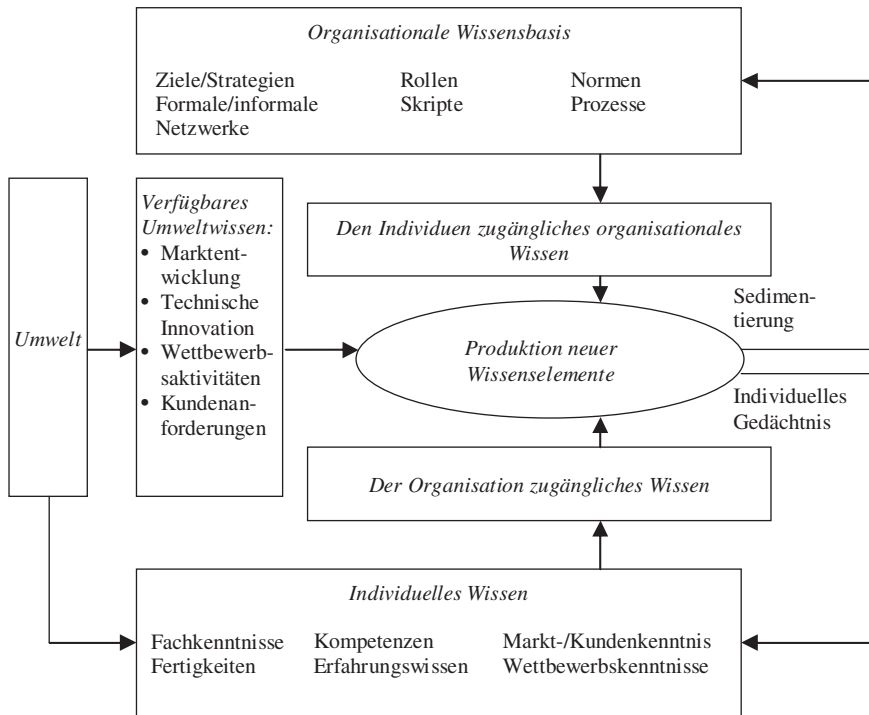 Organisationale Wissensbasis
Ziele/Strategien Rollen Normen
Formale/informale Skripte Prozesse
Netzwerke
Verfügbares
Umweltwissen:
• Marktent-
wicklung
• Technische
Innovation
• Wettbewerb-
saktivitäten
• Kundenan-
forderungen
Den Individuen zugängliches organisationales
Wissen
Umwelt
Produktion neuer
Wissenselemente
Sedimen-
tierung
Individuelles
Gedächtnis
Der Organisation zugängliches Wissen
Individuelles Wissen
Fachkenntnisse Kompetenzen Markt-/Kundenkenntnis
Fertigkeiten Erfahrungswissen Wettbewerbskenntnisse